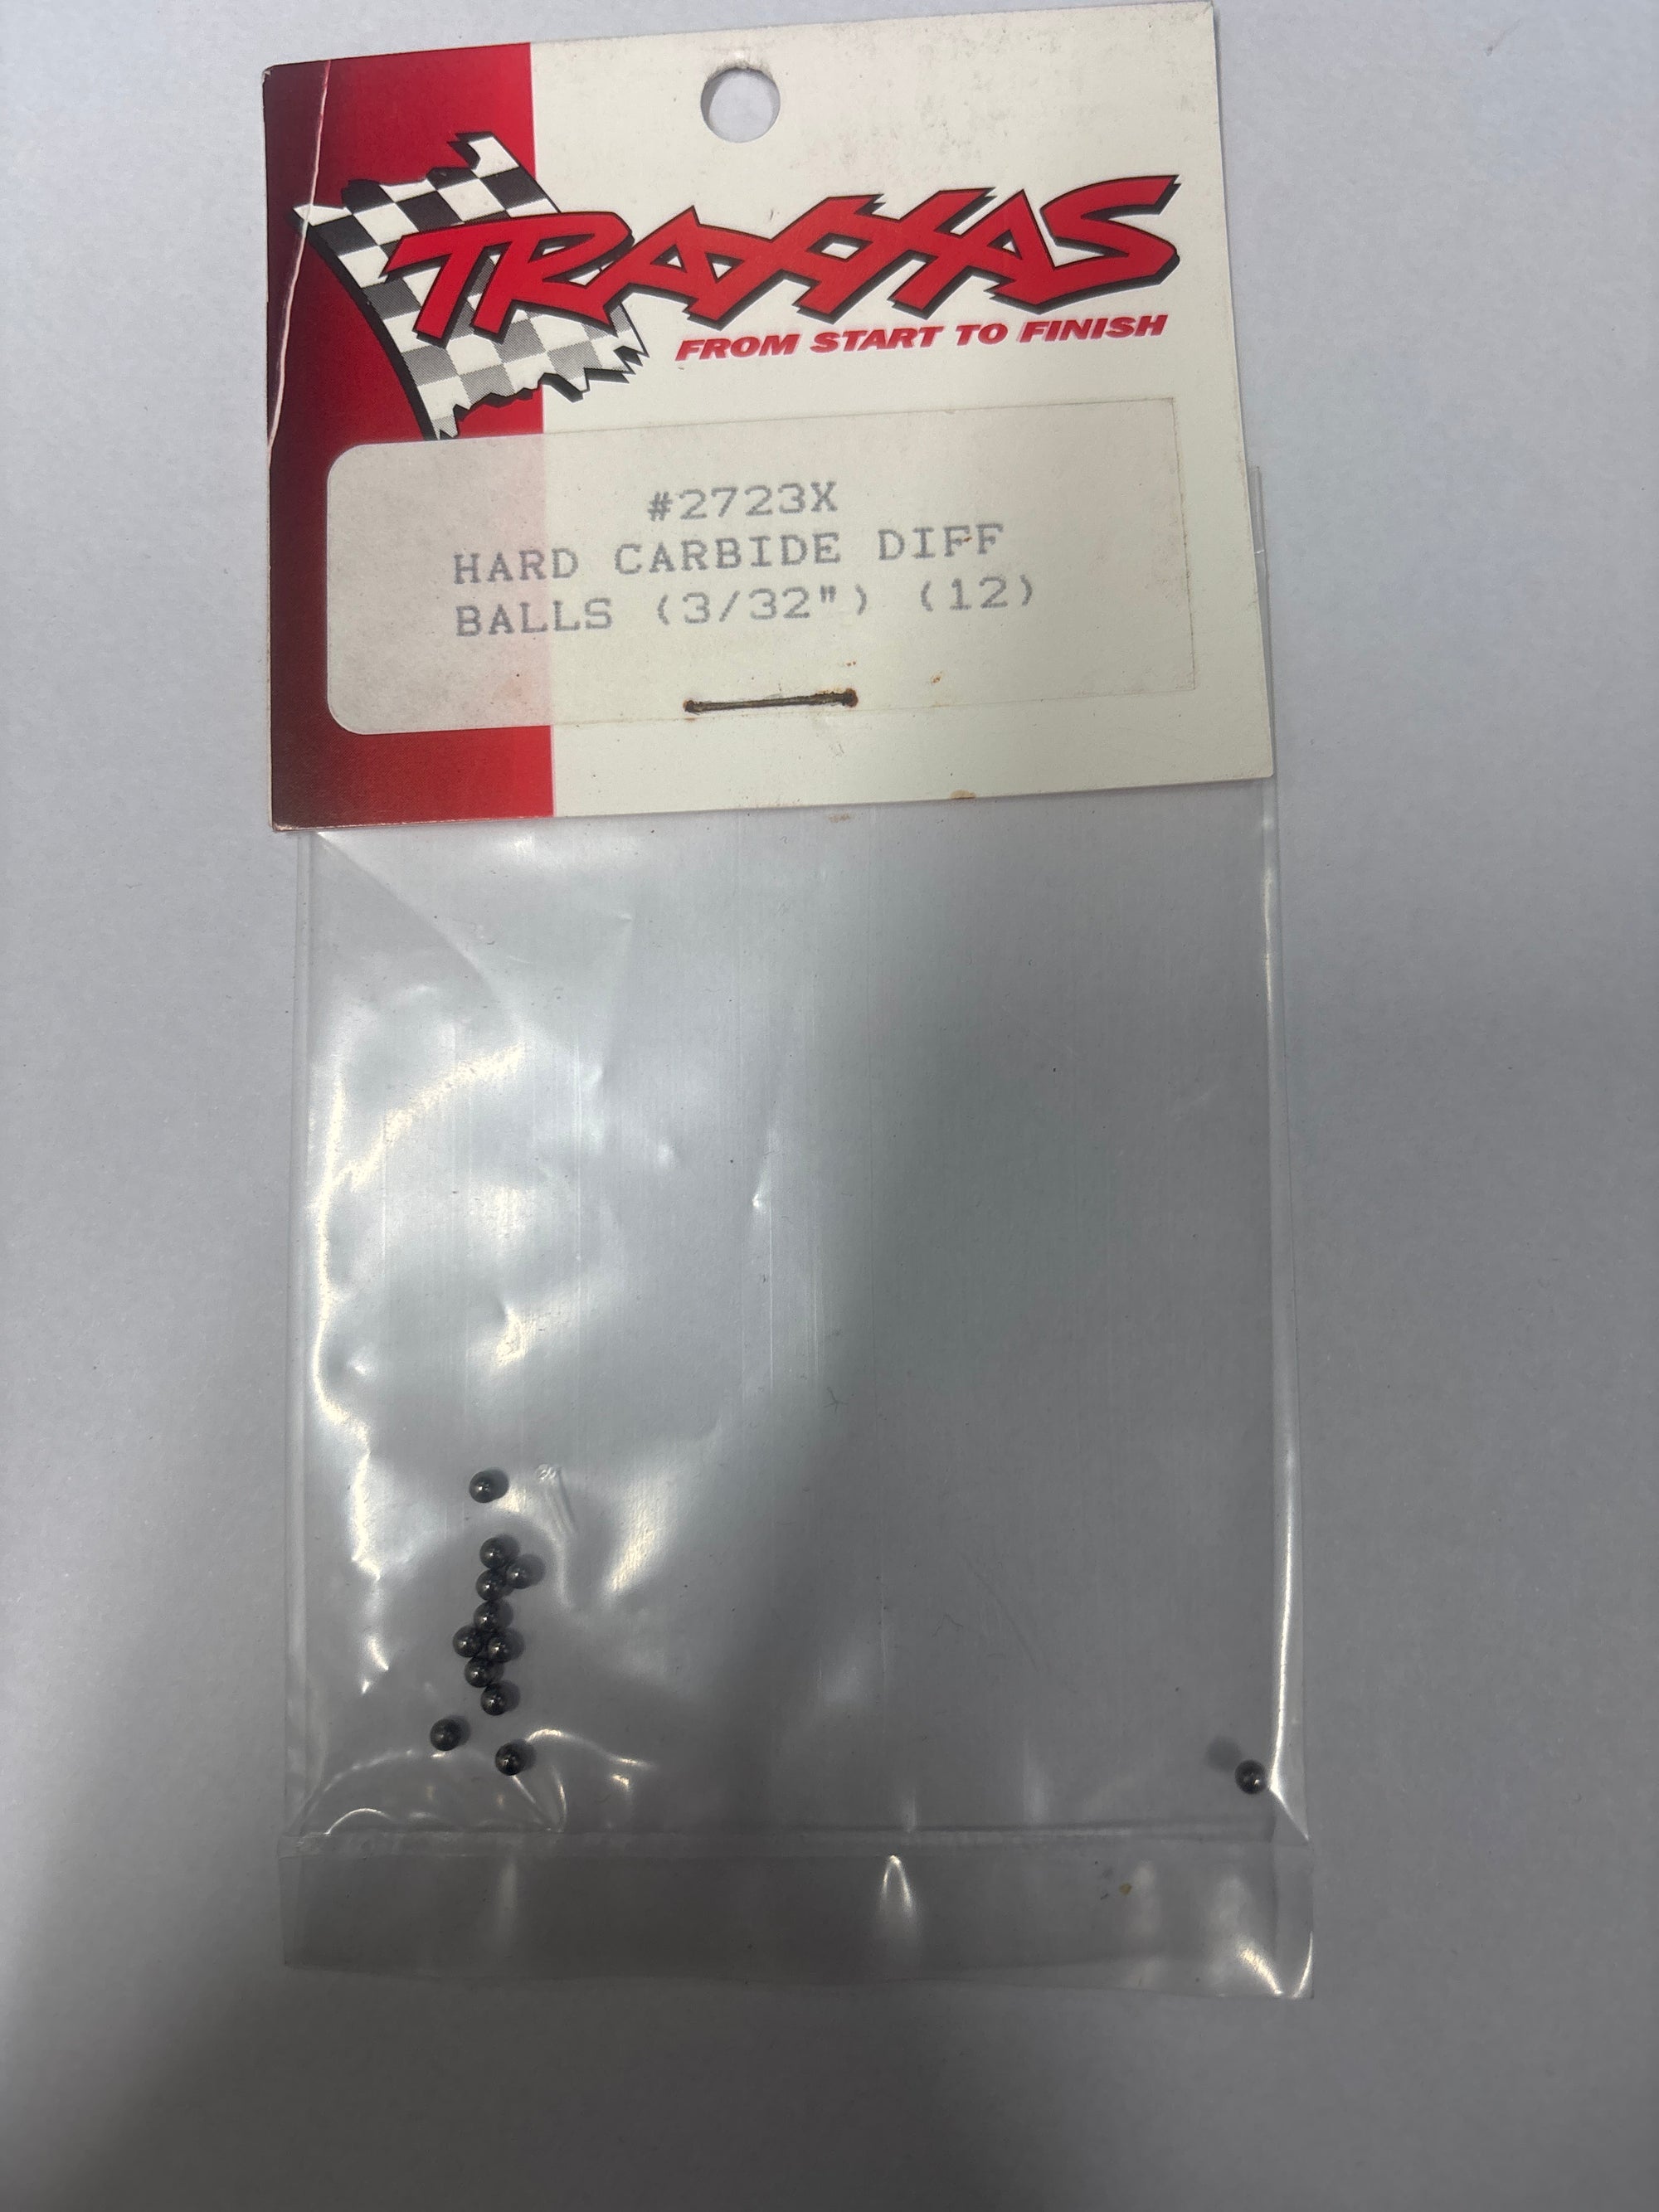 TRAXXAS
FROM START TO FINISH
#2723X
HARD CARBIDE DIFF
BALLS (3/32") (12)